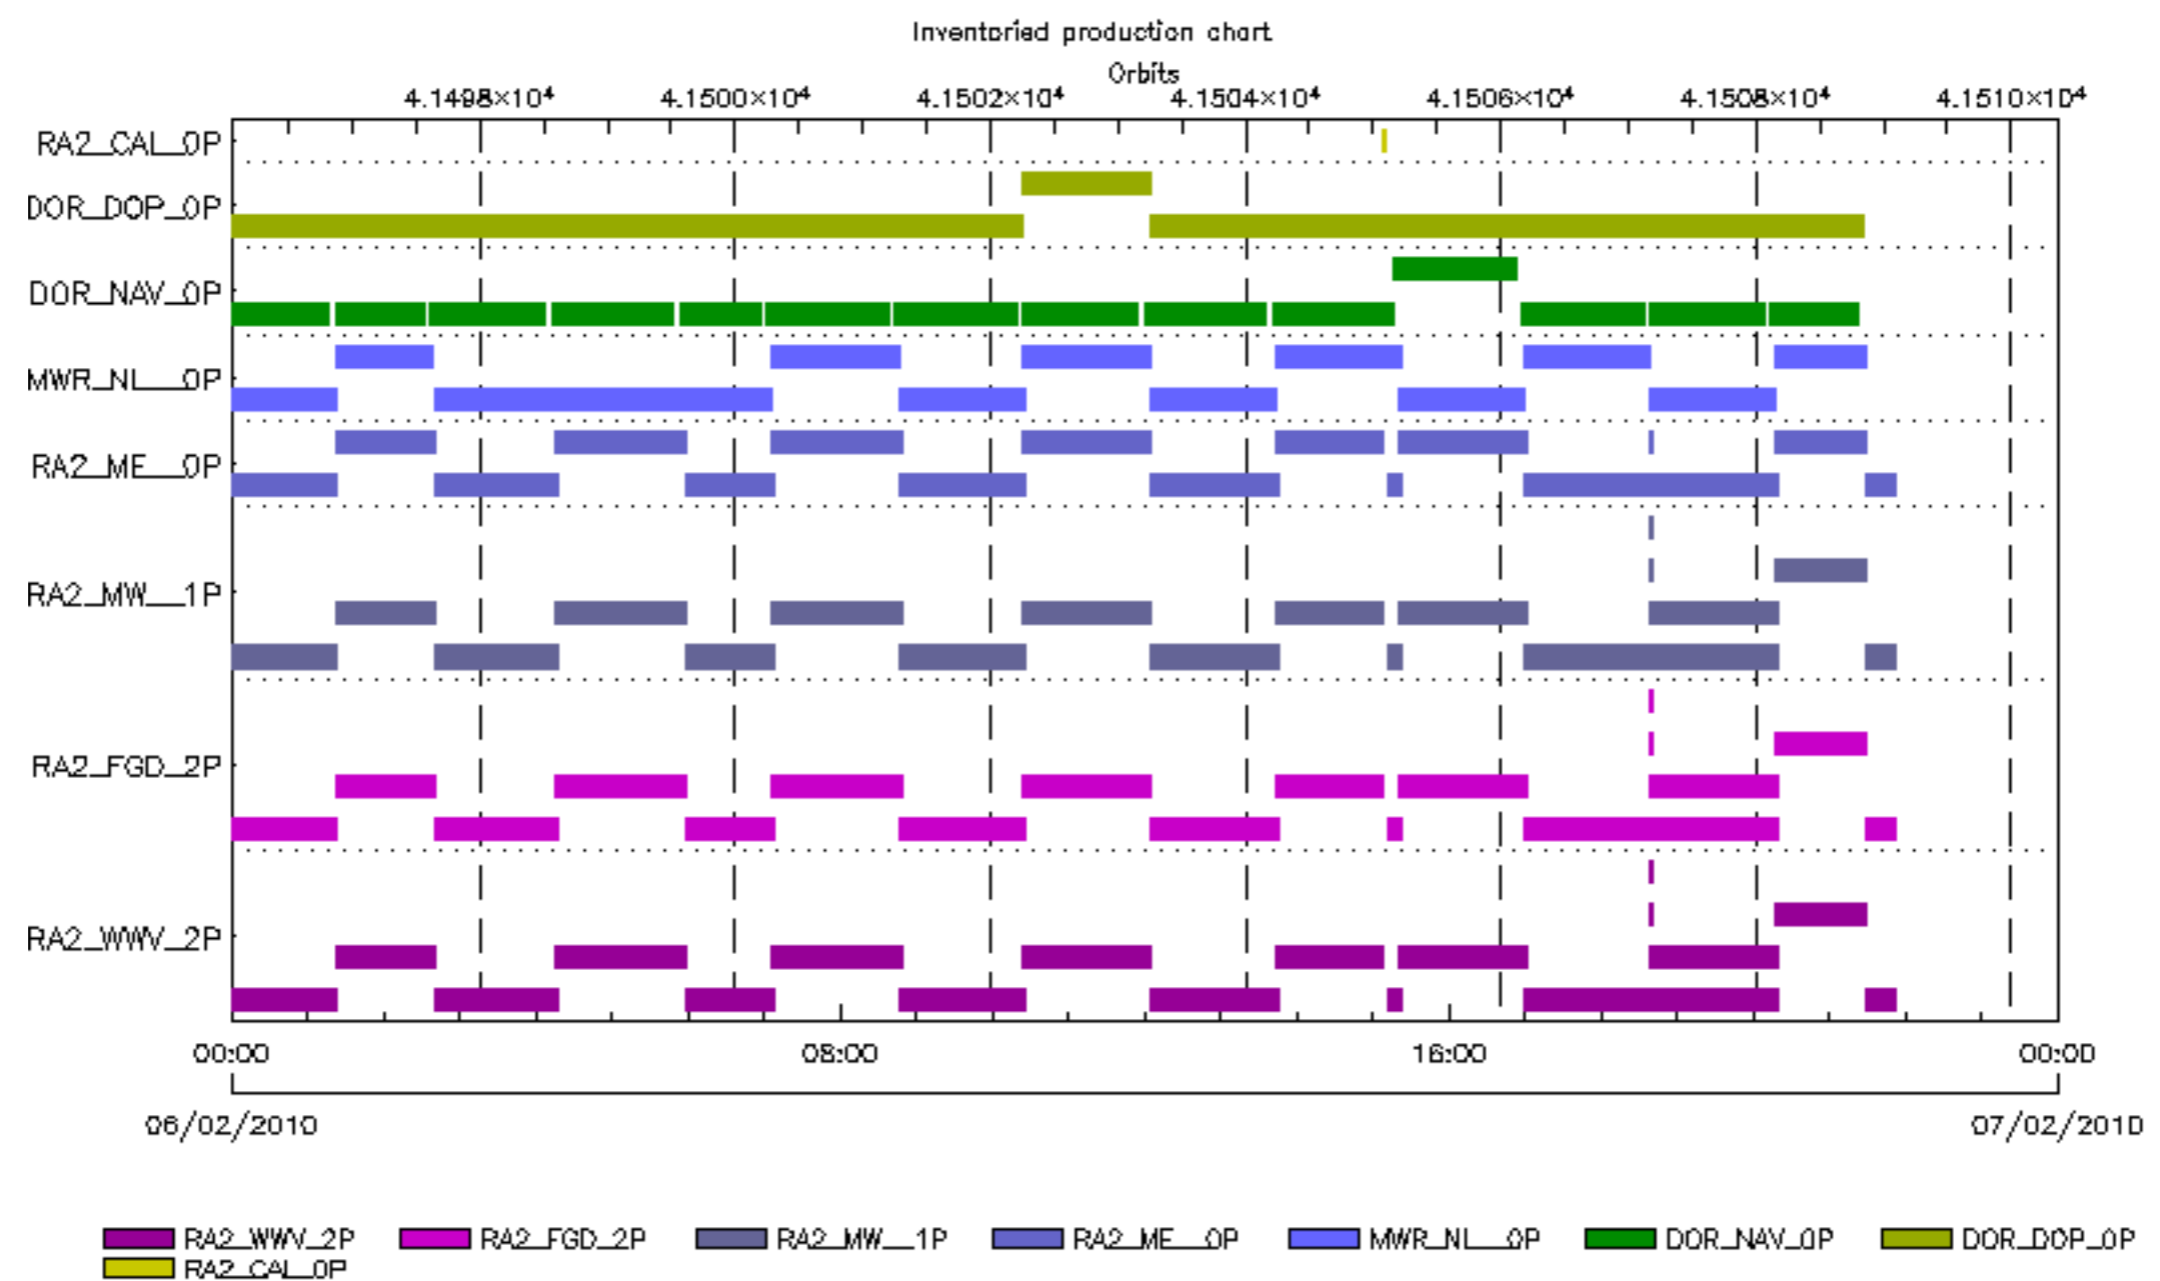 Inventoried production chart
Orbits
4.1498×10⁴ 4.1500×10⁴ 4.1502×10⁴ 4.1504×10⁴ 4.1506×10⁴ 4.1508×10⁴ 4.1510×10⁴
RA2_CAL_0P
DOR_DOP_0P
DOR_NAV_0P
MWR_NL__0P
RA2_ME__0P
RA2_MW__1P
RA2_FGD_2P
RA2_WWV_2P
00:00 08:00 16:00 00:00
06/02/2010 07/02/2010
RA2_WWV_2P RA2_FGD_2P RA2_MW__1P RA2_ME__0P MWR_NL__0P DOR_NAV_0P DOR_DOP_0P
RA2_CAL_0P